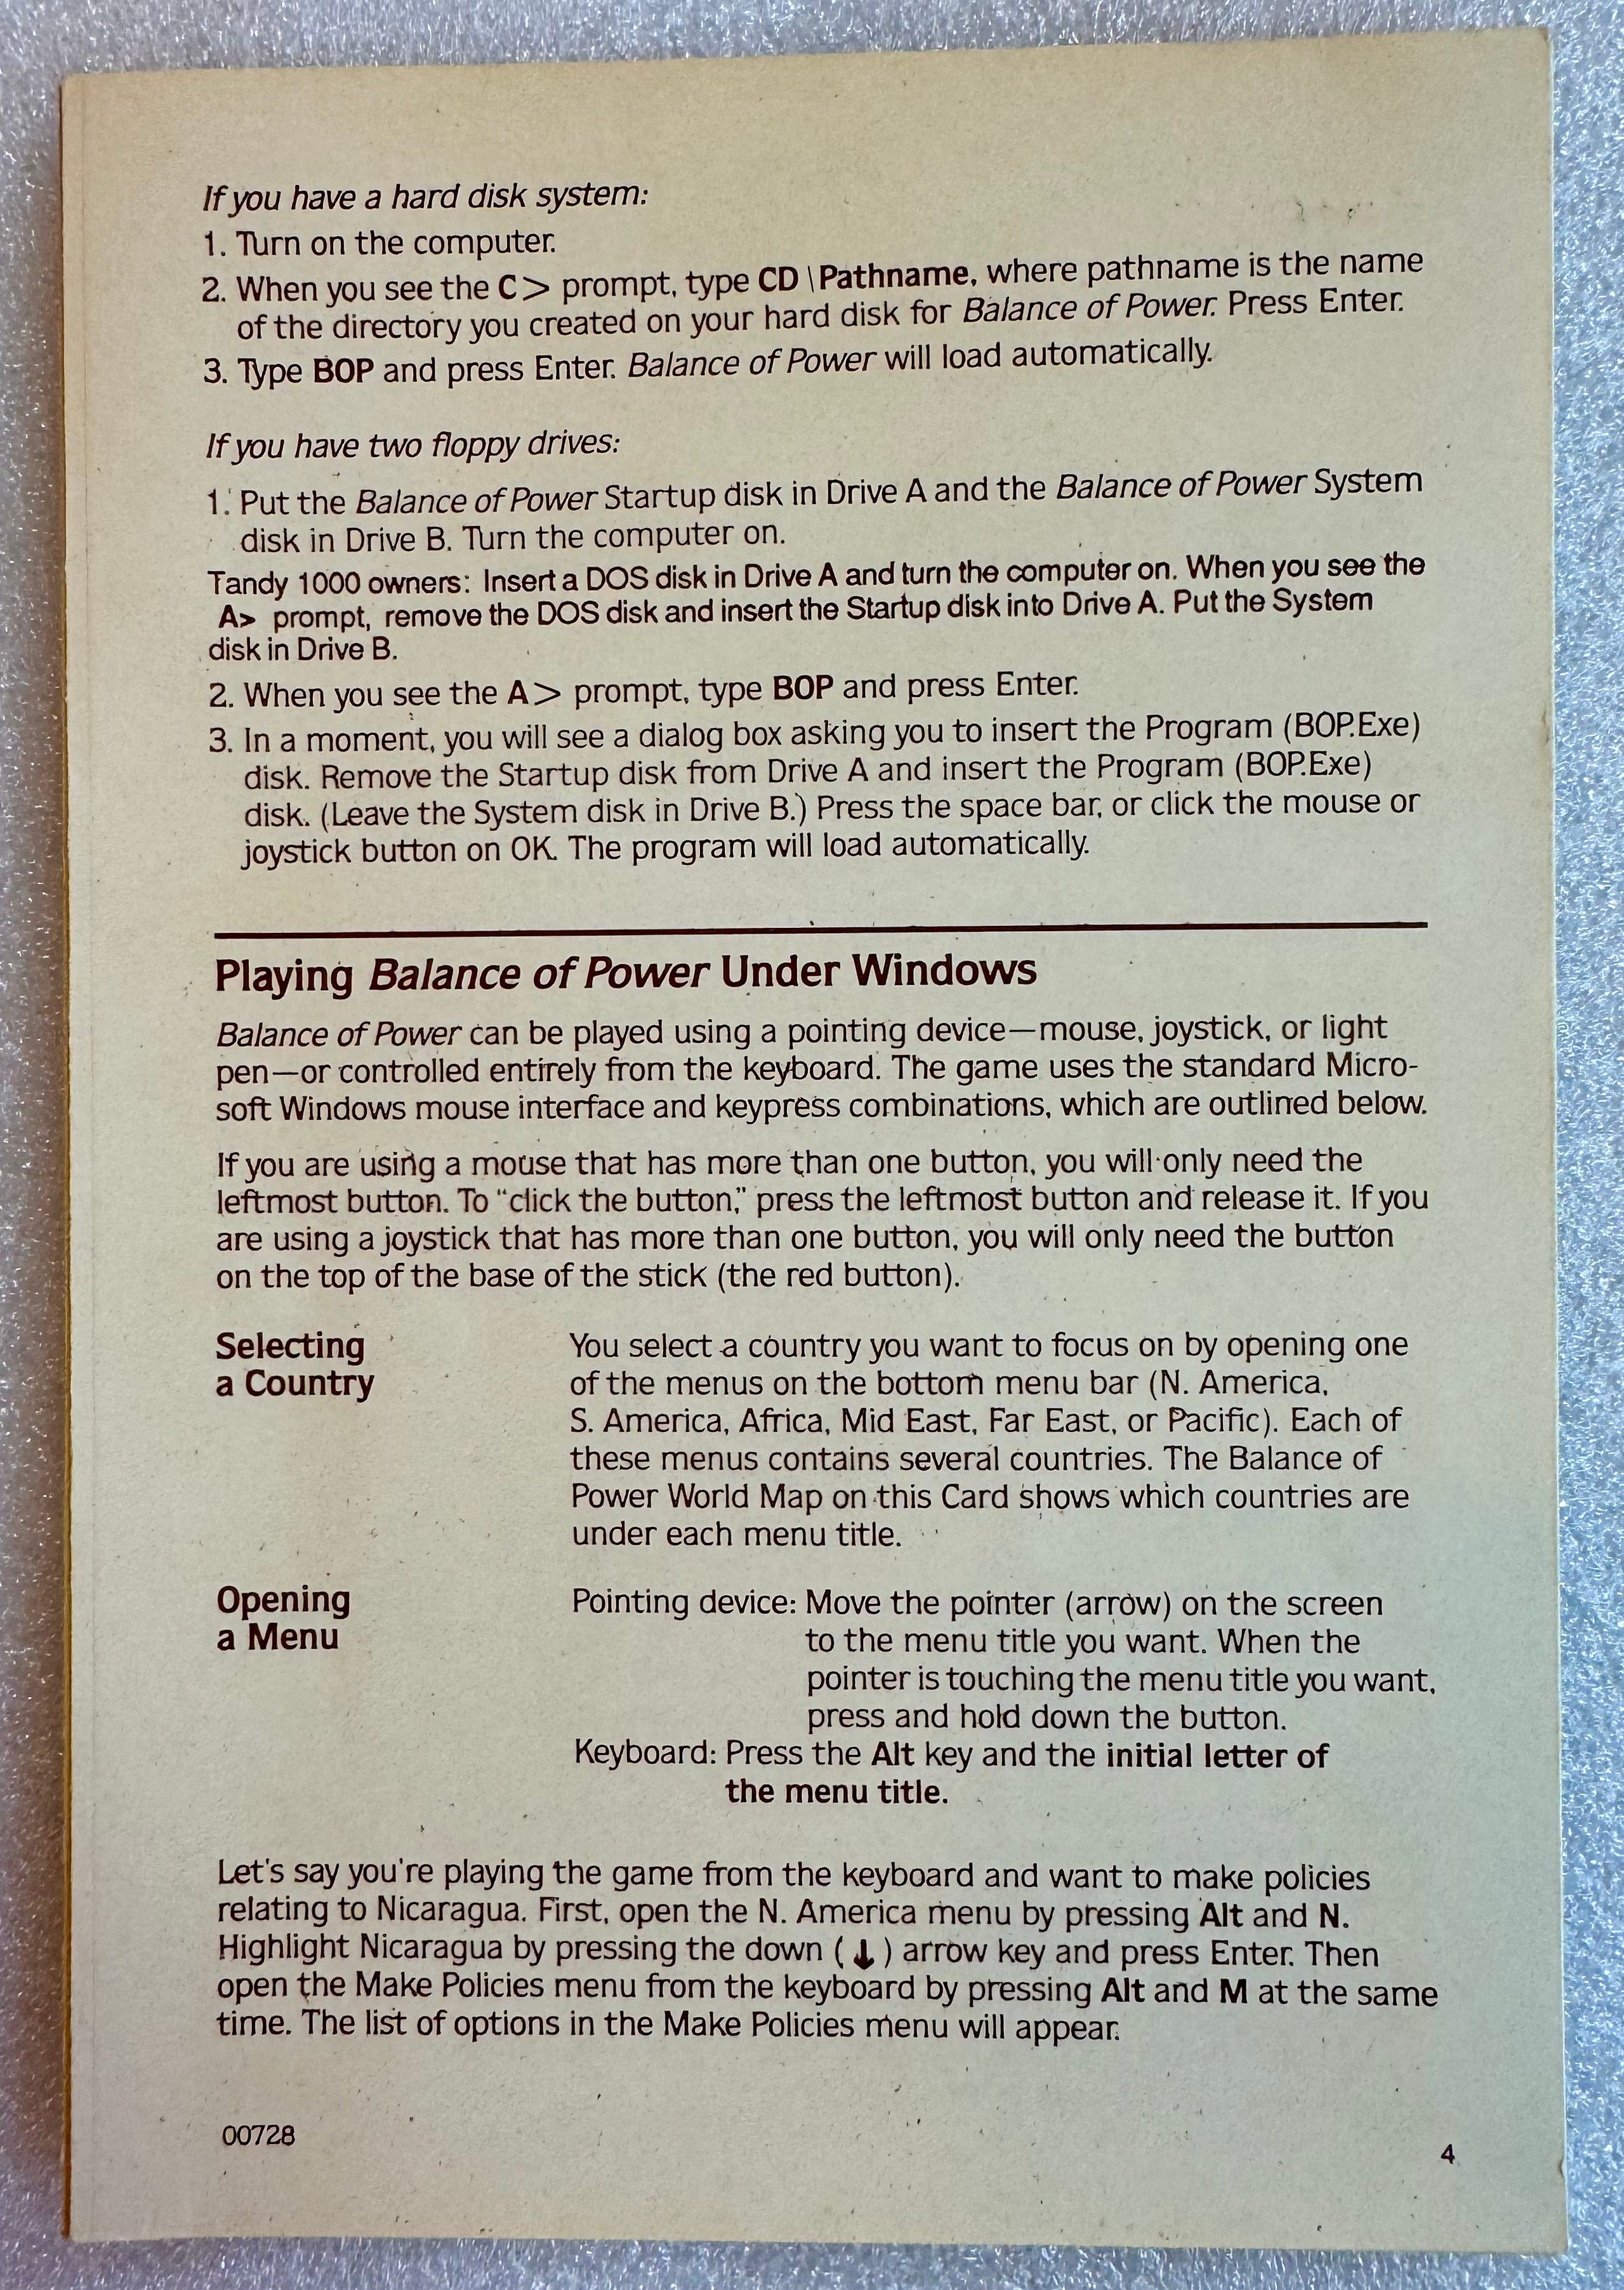 If you have a hard disk system:
1. Turn on the computer.
2. When you see the C> prompt, type CD \Pathname, where pathname is the name
of the directory you created on your hard disk for Balance of Power. Press Enter.
3. Type BOP and press Enter. Balance of Power will load automatically.
If you have two floppy drives:
1. Put the Balance of Power Startup disk in Drive A and the Balance of Power System
disk in Drive B. Turn the computer on.
Tandy 1000 owners: Insert a DOS disk in Drive A and turn the computer on. When you see the
A> prompt, remove the DOS disk and insert the Startup disk into Drive A. Put the System
disk in Drive B.
2. When you see the A> prompt, type BOP and press Enter.
3. In a moment, you will see a dialog box asking you to insert the Program (BOP.Exe)
disk. Remove the Startup disk from Drive A and insert the Program (BOP.Exe)
disk. (Leave the System disk in Drive B.) Press the space bar, or click the mouse or
joystick button on OK. The program will load automatically.
Playing Balance of Power Under Windows
Balance of Power can be played using a pointing device—mouse, joystick, or light
pen—or controlled entirely from the keyboard. The game uses the standard Micro-
soft Windows mouse interface and keypress combinations, which are outlined below.
If you are using a mouse that has more than one button, you will only need the
leftmost button. To “click the button,” press the leftmost button and release it. If you
are using a joystick that has more than one button, you will only need the button
on the top of the base of the stick (the red button).
Selecting
a Country
You select a country you want to focus on by opening one
of the menus on the bottom menu bar (N. America,
S. America, Africa, Mid East, Far East, or Pacific). Each of
these menus contains several countries. The Balance of
Power World Map on this Card shows which countries are
under each menu title.
Opening
a Menu
Pointing device: Move the pointer (arrow) on the screen
to the menu title you want. When the
pointer is touching the menu title you want,
press and hold down the button.
Keyboard: Press the Alt key and the initial letter of
the menu title.
Let's say you're playing the game from the keyboard and want to make policies
relating to Nicaragua. First, open the N. America menu by pressing Alt and N.
Highlight Nicaragua by pressing the down (↓) arrow key and press Enter. Then
open the Make Policies menu from the keyboard by pressing Alt and M at the same
time. The list of options in the Make Policies menu will appear.
00728
4